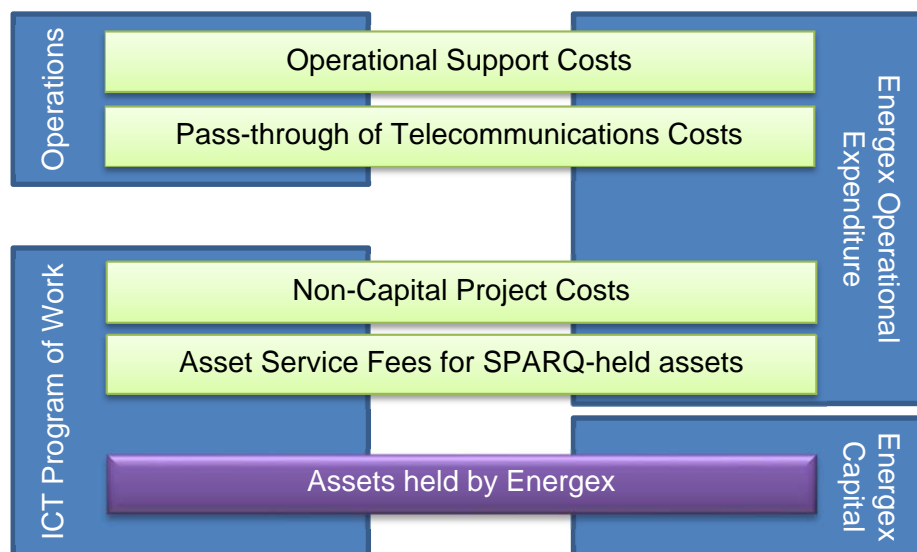 Operations
Operational Support Costs
Pass-through of Telecommunications Costs
Energex Operational
Expenditure
ICT Program of Work
Non-Capital Project Costs
Asset Service Fees for SPARQ-held assets
Assets held by Energex
Energex
Capital